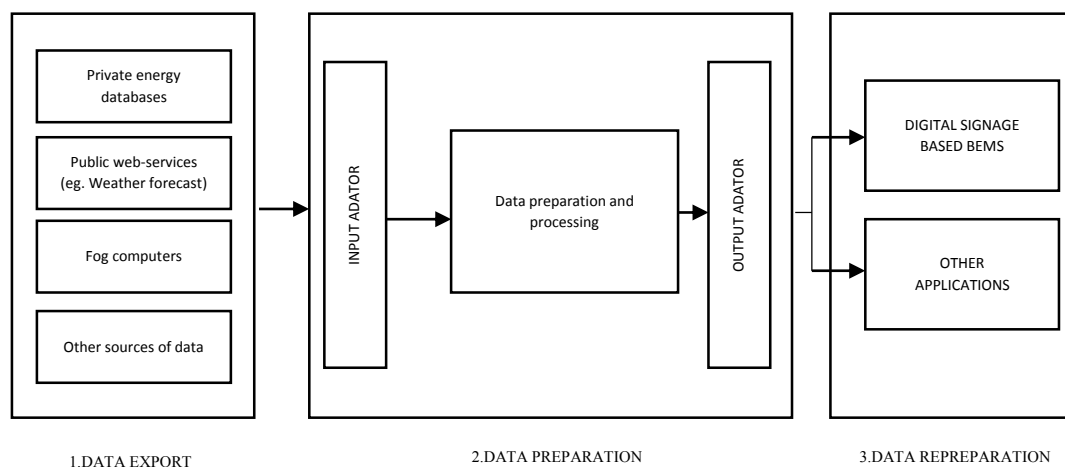 Private energy
databases
Public web-services
(eg. Weather forecast)
Fog computers
Other sources of data
INPUT ADATOR
Data preparation and
processing
OUTPUT ADATOR
DIGITAL SIGNAGE
BASED BEMS
OTHER
APPLICATIONS
1.DATA EXPORT
2.DATA PREPARATION
3.DATA REPREPARATION